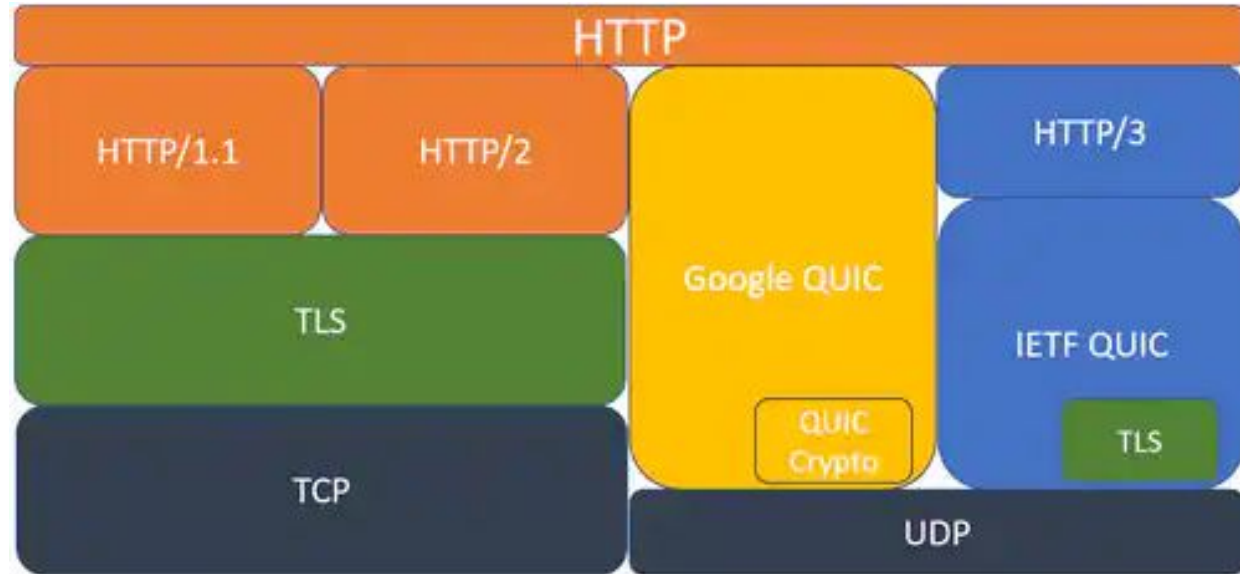 HTTP
HTTP/1.1
HTTP/2
HTTP/3
Google QUIC
TLS
IETF QUIC
QUIC
Crypto
TLS
TCP
UDP